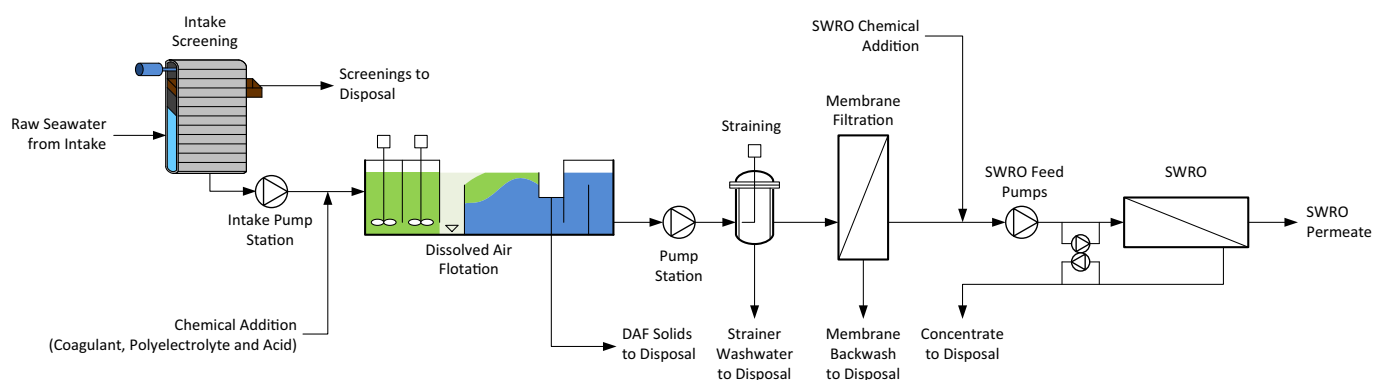 Intake
Screening
Screenings to
Disposal
Raw Seawater
from Intake
Intake Pump
Station
Chemical Addition
(Coagulant, Polyelectrolyte and Acid)
Dissolved Air
Flotation
DAF Solids
to Disposal
Pump
Station
Straining
Strainer
Washwater
to Disposal
Membrane
Filtration
Membrane
Backwash
to Disposal
SWRO Chemical
Addition
SWRO Feed
Pumps
Concentrate
to Disposal
SWRO
SWRO
Permeate